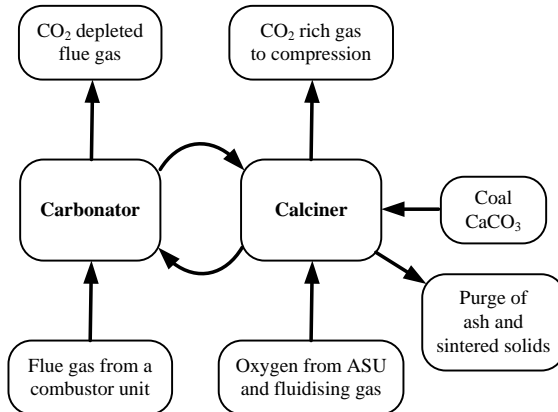 CO₂ depleted
flue gas
CO₂ rich gas
to compression
Carbonator
Calciner
Coal
CaCO₃
Purge of
ash and
sintered solids
Flue gas from a
combustor unit
Oxygen from ASU
and fluidising gas